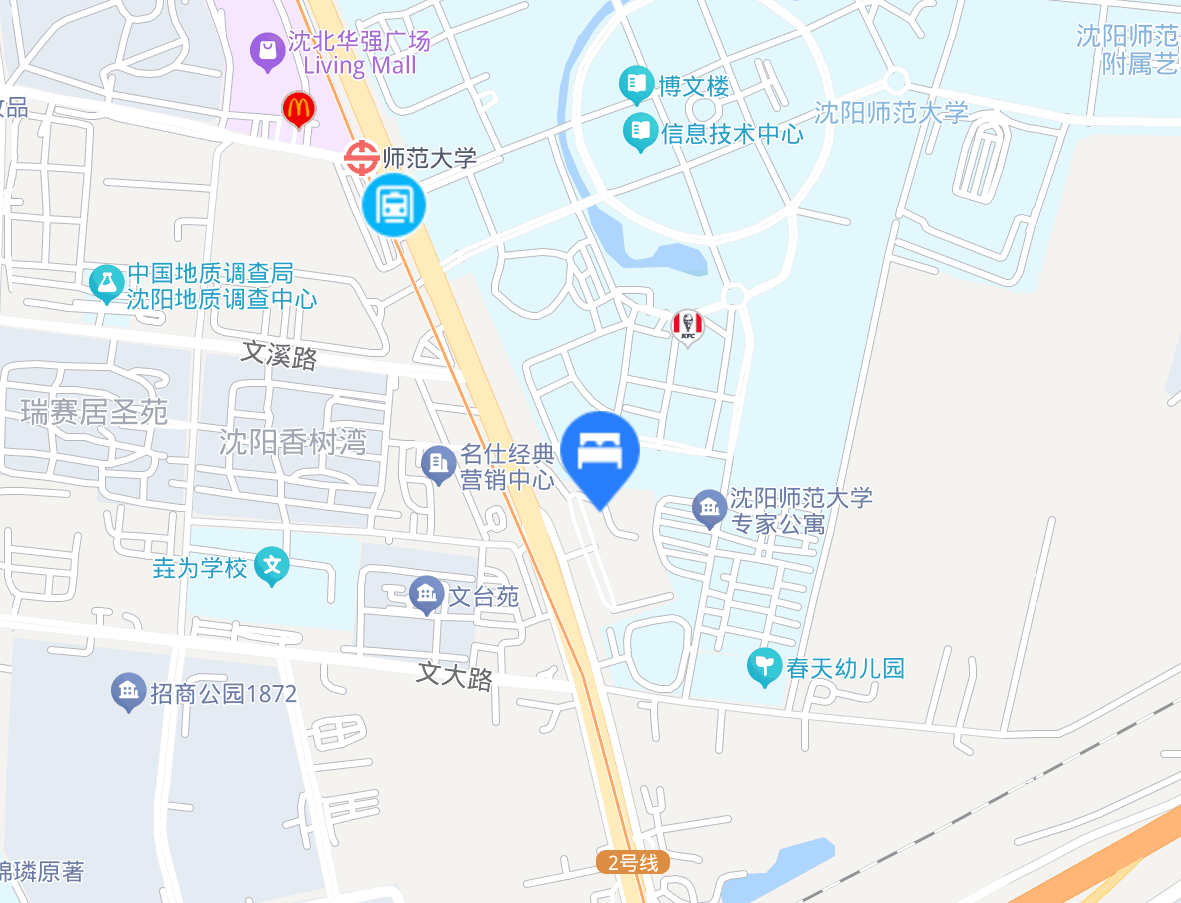 沈北华强广场
Living Mall
沈阳师范
附属艺
博文楼
沈阳师范大学
信息技术中心
品
师范大学
中国地质调查局
沈阳地质调查中心
KFC
文溪路
瑞赛居圣苑
沈阳香树湾
名仕经典
营销中心
沈阳师范大学
专家公寓
垚为学校
文
文台苑
文大路
春天幼儿园
招商公园1872
2号线
锦璘原著